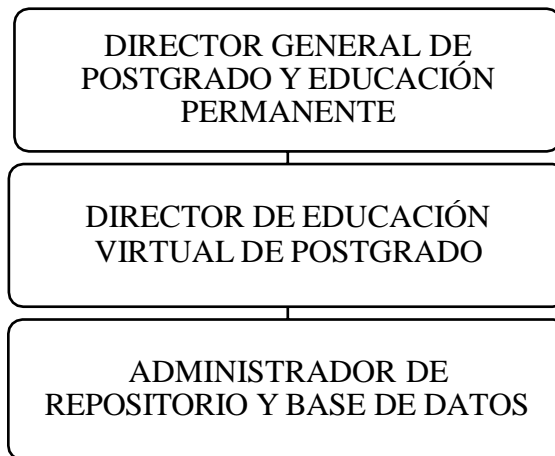 DIRECTOR GENERAL DE
POSTGRADO Y EDUCACIÓN
PERMANENTE
DIRECTOR DE EDUCACIÓN
VIRTUAL DE POSTGRADO
ADMINISTRADOR DE
REPOSITORIO Y BASE DE DATOS